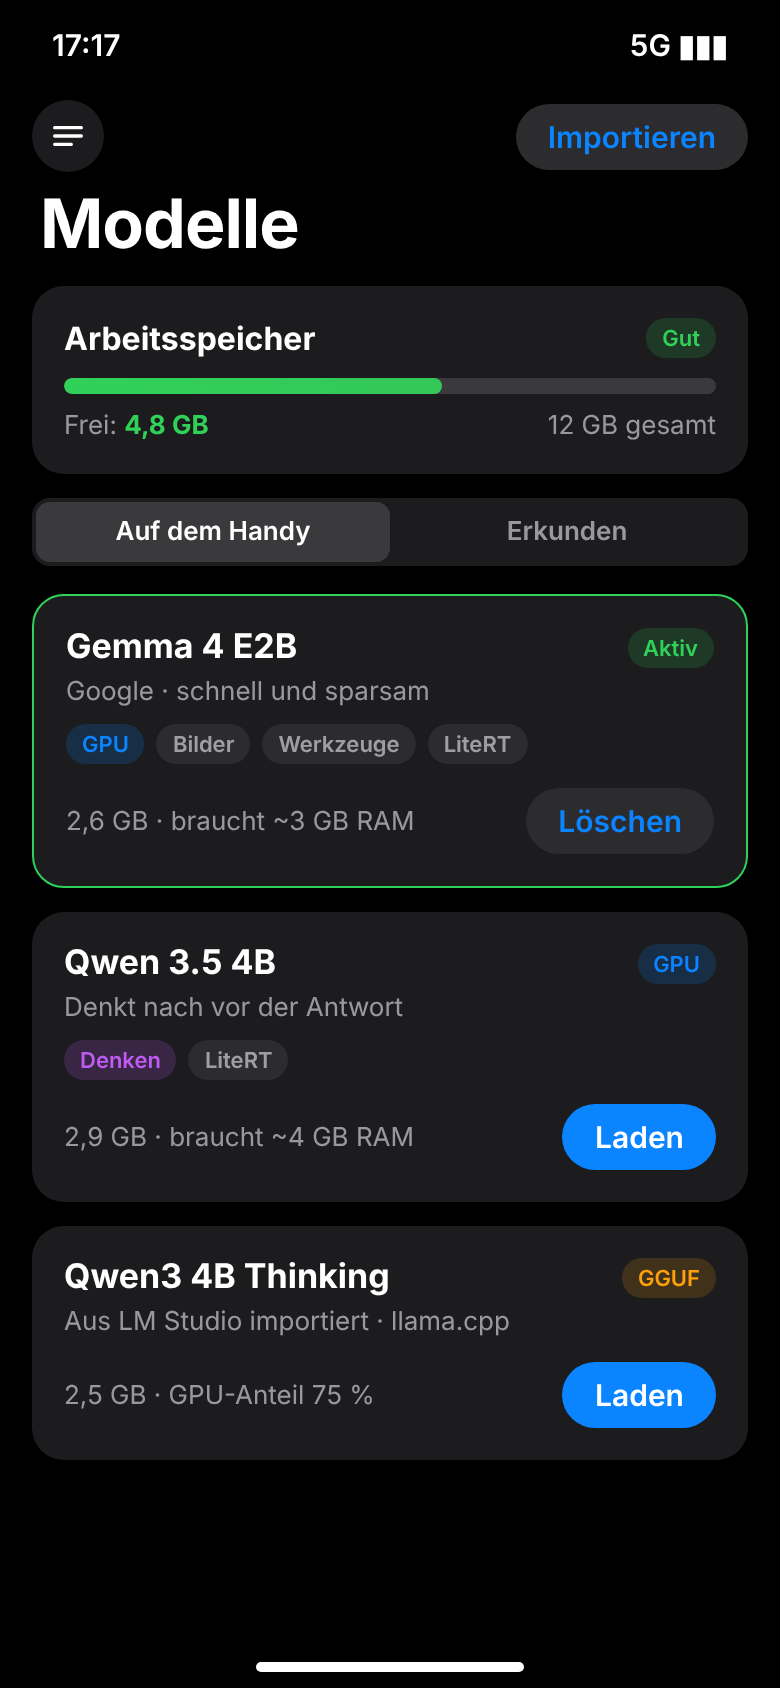 17:17 5G
Importieren
Modelle
Arbeitsspeicher Gut
Frei: 4,8 GB 12 GB gesamt
Auf dem Handy Erkunden
Gemma 4 E2B Aktiv
Google · schnell und sparsam
GPU Bilder Werkzeuge LiteRT
2,6 GB · braucht ~3 GB RAM Löschen
Qwen 3.5 4B GPU
Denkt nach vor der Antwort
Denken LiteRT
2,9 GB · braucht ~4 GB RAM Laden
Qwen3 4B Thinking GGUF
Aus LM Studio importiert · llama.cpp
2,5 GB · GPU-Anteil 75 % Laden